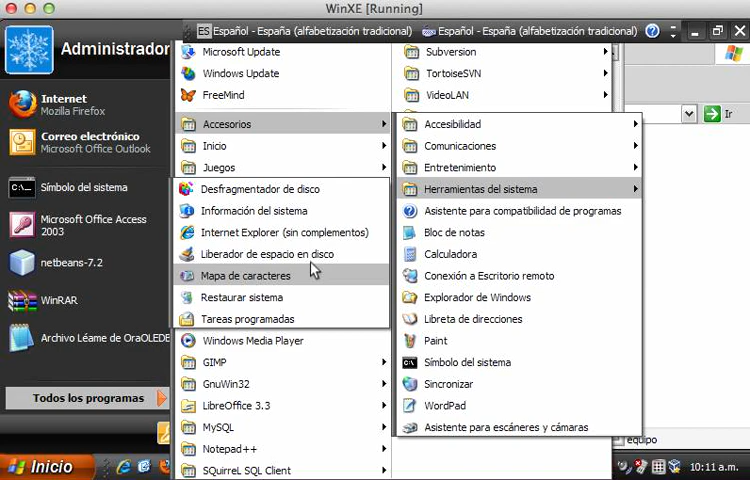 WinXE [Running]
ES Español - España (alfabetización tradicional)
Español - España (alfabetización tradicional)
Administrador
Internet
Mozilla Firefox
Correo electrónico
Microsoft Office Outlook
Símbolo del sistema
Microsoft Office Access
2003
netbeans-7.2
WinRAR
Archivo Léame de OraOLEDB
Todos los programas
Inicio
Microsoft Update
Windows Update
FreeMind
Accesorios
Inicio
Juegos
Desfragmentador de disco
Información del sistema
Internet Explorer (sin complementos)
Liberador de espacio en disco
Mapa de caracteres
Restaurar sistema
Tareas programadas
Windows Media Player
GIMP
GnuWin32
LibreOffice 3.3
MySQL
Notepad++
SQuirreL SQL Client
Subversion
TortoiseSVN
VideoLAN
Accesibilidad
Comunicaciones
Entretenimiento
Herramientas del sistema
Asistente para compatibilidad de programas
Bloc de notas
Calculadora
Conexión a Escritorio remoto
Explorador de Windows
Libreta de direcciones
Paint
Símbolo del sistema
Sincronizar
WordPad
Asistente para escáneres y cámaras
Ir
equipo
10:11 a.m.